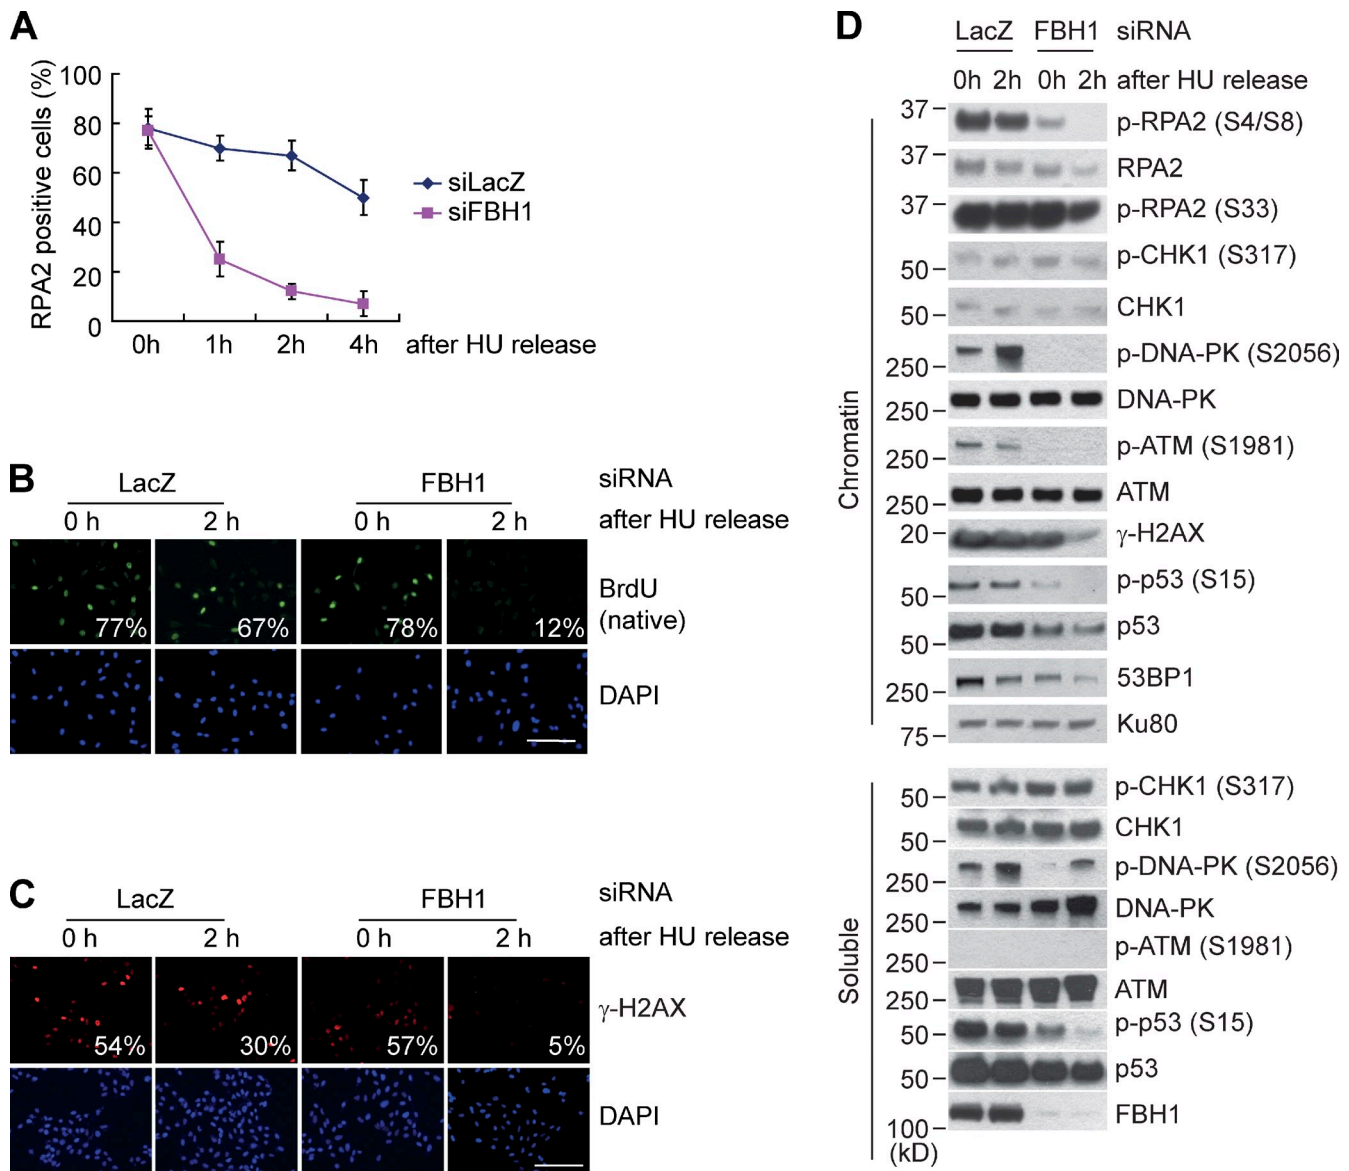 A
RPA2 positive cells (%)
100
80
60
40
20
0
0h 1h 2h 4h after HU release
siLacZ
siFBH1
B
LacZ FBH1 siRNA
0 h 2 h 0 h 2 h after HU release
BrdU
(native)
77% 67% 78% 12%
DAPI
C
LacZ FBH1 siRNA
0 h 2 h 0 h 2 h after HU release
γ-H2AX
54% 30% 57% 5%
DAPI
D
LacZ FBH1 siRNA
0h 2h 0h 2h after HU release
Chromatin
37 p-RPA2 (S4/S8)
37 RPA2
37 p-RPA2 (S33)
50 p-CHK1 (S317)
50 CHK1
250 p-DNA-PK (S2056)
250 DNA-PK
250 p-ATM (S1981)
250 ATM
20 γ-H2AX
50 p-p53 (S15)
50 p53
250 53BP1
75 Ku80
Soluble
50 p-CHK1 (S317)
50 CHK1
250 p-DNA-PK (S2056)
250 DNA-PK
250 p-ATM (S1981)
250 ATM
50 p-p53 (S15)
50 p53
100 FBH1
(kD)